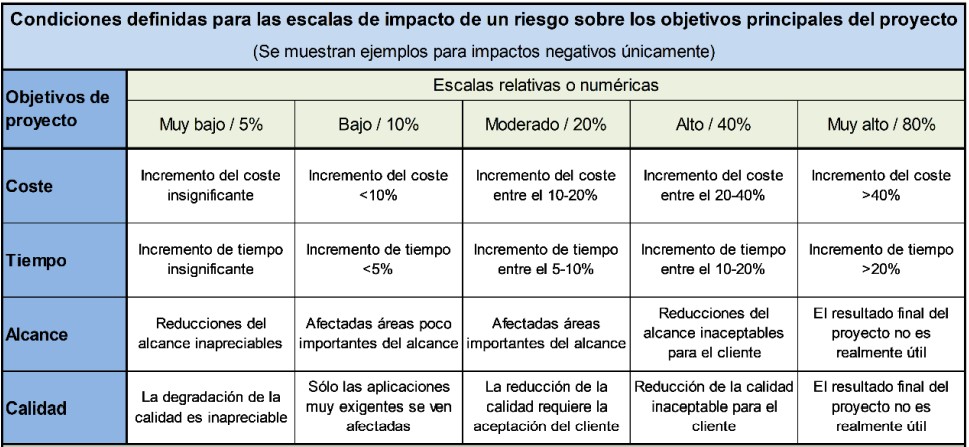 Condiciones definidas para las escalas de impacto de un riesgo sobre los objetivos principales del proyecto
(Se muestran ejemplos para impactos negativos únicamente)
Objetivos de
proyecto
Escalas relativas o numéricas
Muy bajo / 5%
Bajo / 10%
Moderado / 20%
Alto / 40%
Muy alto / 80%
Coste
Incremento del coste
insignificante
Incremento del coste
<10%
Incremento del coste
entre el 10-20%
Incremento del coste
entre el 20-40%
Incremento del coste
>40%
Tiempo
Incremento de tiempo
insignificante
Incremento de tiempo
<5%
Incremento de tiempo
entre el 5-10%
Incremento de tiempo
entre el 10-20%
Incremento de tiempo
>20%
Alcance
Reducciones del
alcance inapreciables
Afectadas áreas poco
importantes del alcance
Afectadas áreas
importantes del alcance
Reducciones del
alcance inaceptables
para el cliente
El resultado final del
proyecto no es
realmente útil
Calidad
La degradación de la
calidad es inapreciable
Sólo las aplicaciones
muy exigentes se ven
afectadas
La reducción de la
calidad requiere la
aceptación del cliente
Reducción de la calidad
inaceptable para el
cliente
El resultado final del
proyecto no es
realmente útil